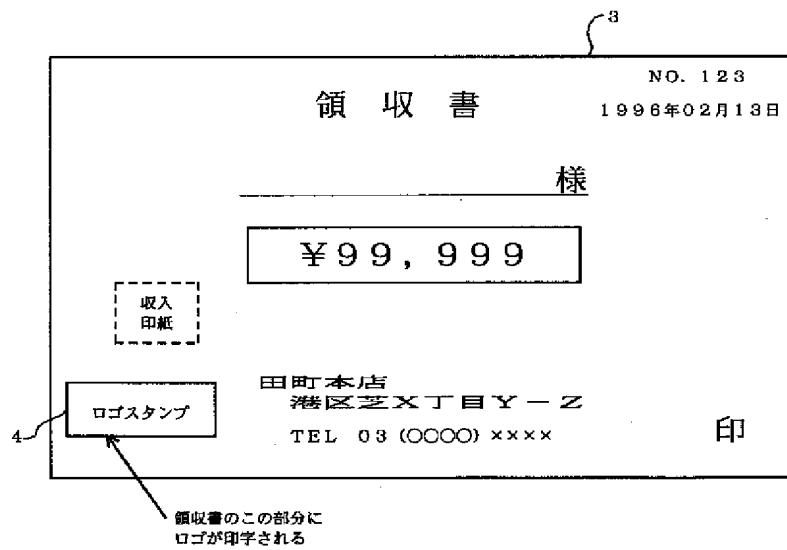 3
NO. 123
領 収 書
1996年02月13日
様
¥99,999
収入
印紙
田町本店
港区芝X丁目Y－Z
ロゴスタンプ
4
TEL 03 (○○○○) ××××
印
領収書のこの部分に
ロゴが印字される